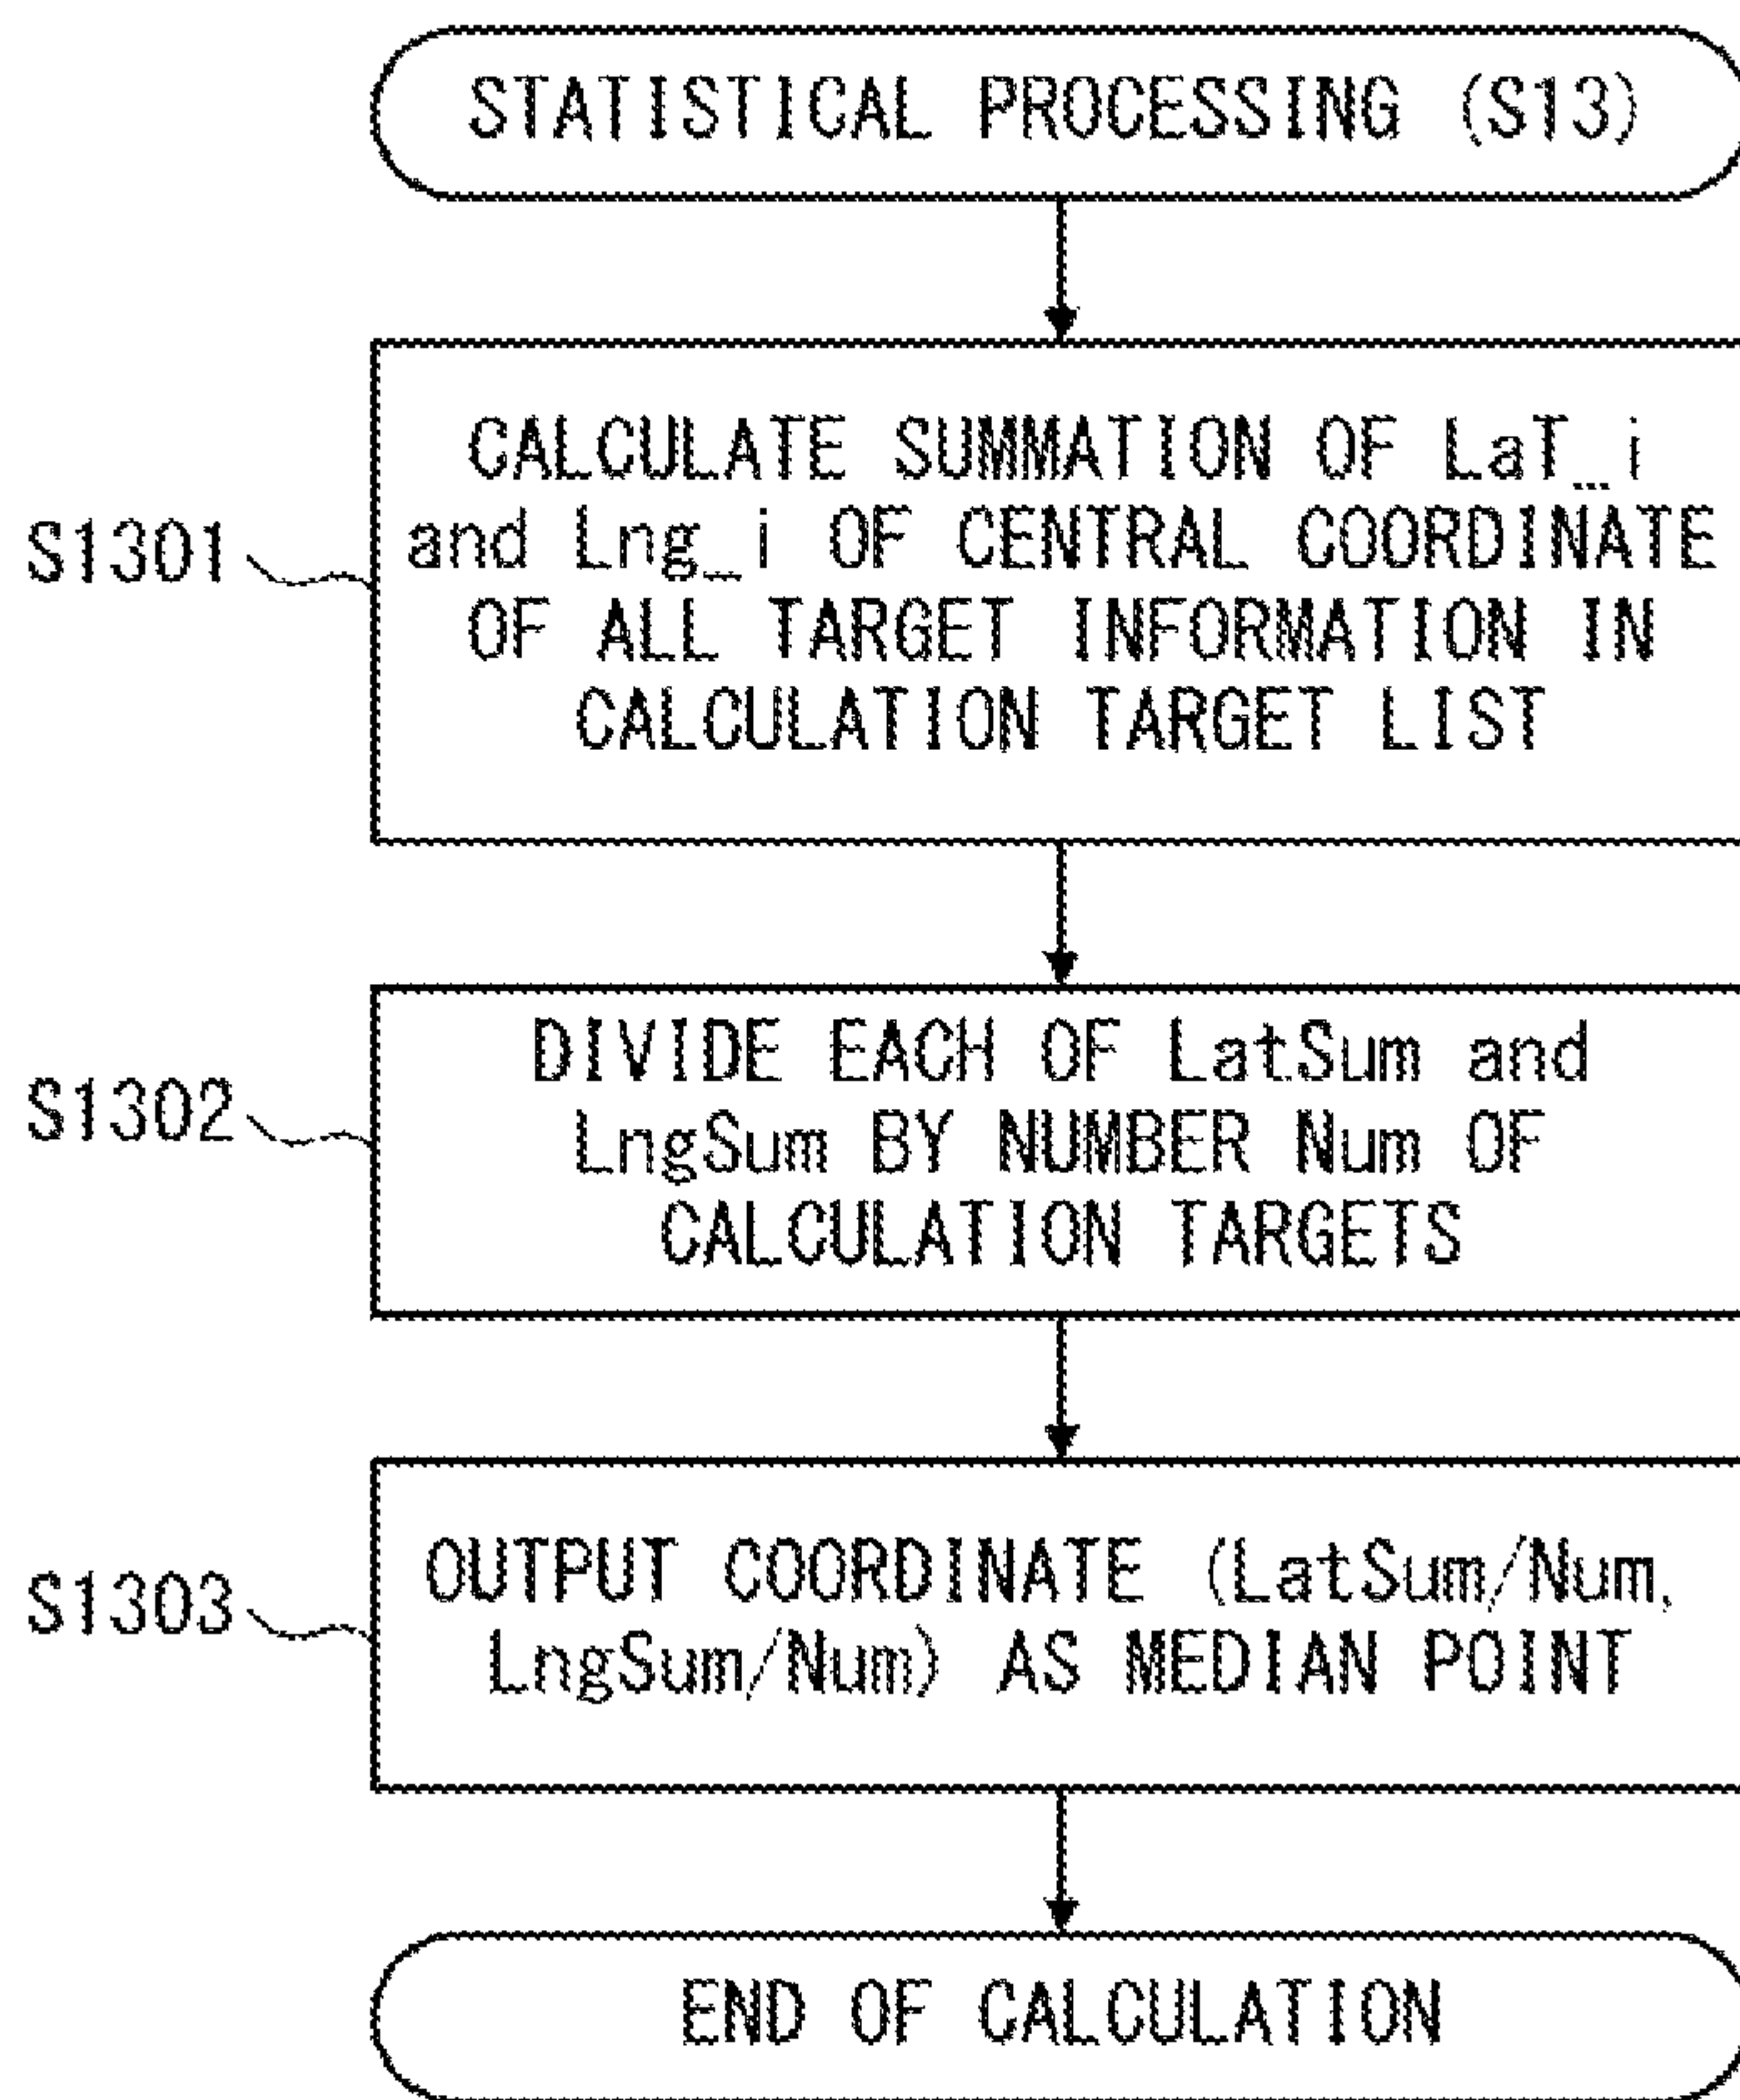 STATISTICAL PROCESSING (S13)
CALCULATE SUMMATION OF LaT_i
S1301
and Lng_i OF CENTRAL COORDINATE
OF ALL TARGET INFORMATION IN
CALCULATION TARGET LIST
DIVIDE EACH OF LatSum and
S1302
LngSum BY NUMBER Num OF
CALCULATION TARGETS
OUTPUT COORDINATE (LatSum/Num,
S1303
LngSum/Num) AS MEDIAN POINT
END OF CALCULATION